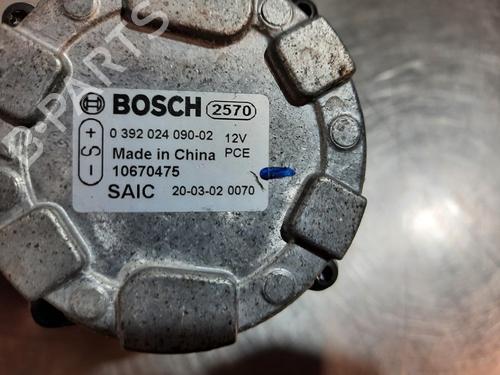 BOSCH 2570
+ S -
0 392 024 090-02 12V
Made in China PCE
10670475
SAIC 20-03-02 0070
B-PARTS